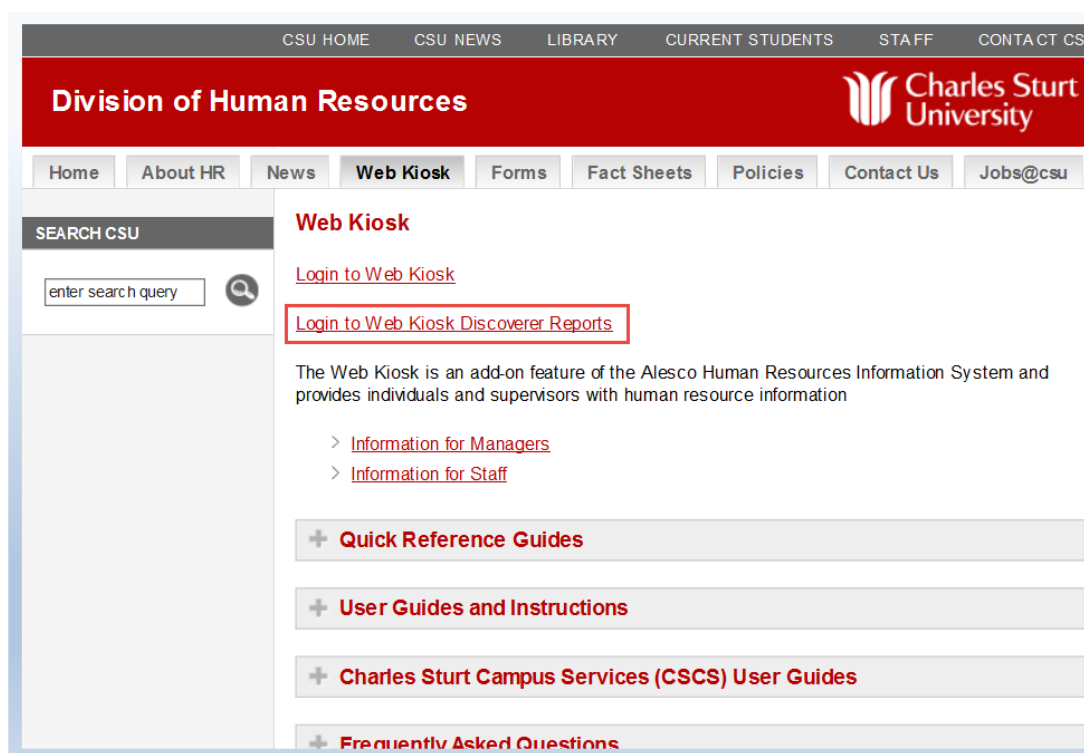 CSU HOME CSU NEWS LIBRARY CURRENT STUDENTS STAFF CONTACT CS
Division of Human Resources
Charles Sturt
University
Home About HR News Web Kiosk Forms Fact Sheets Policies Contact Us Jobs@csu
SEARCH CSU
enter search query
Web Kiosk
Login to Web Kiosk
Login to Web Kiosk Discoverer Reports
The Web Kiosk is an add-on feature of the Alesco Human Resources Information System and
provides individuals and supervisors with human resource information
Information for Managers
Information for Staff
Quick Reference Guides
User Guides and Instructions
Charles Sturt Campus Services (CSCS) User Guides
Frequently Asked Questions